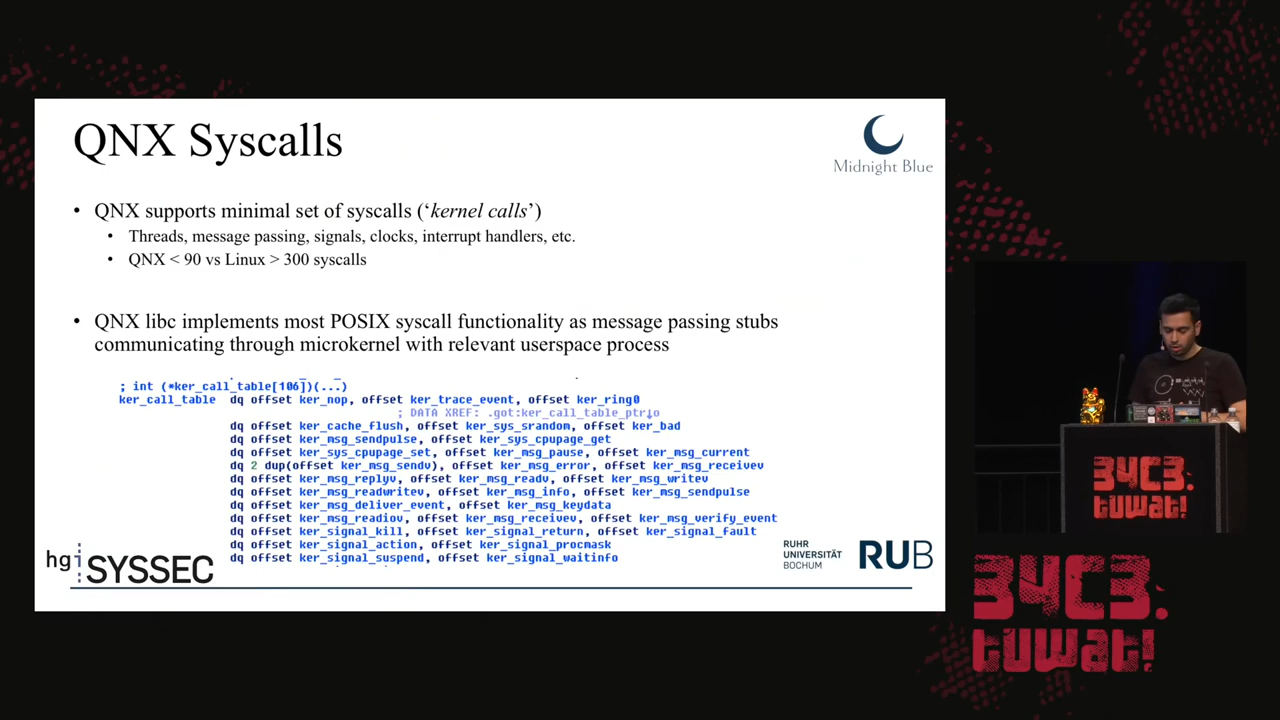 QNX Syscalls
Midnight Blue
• QNX supports minimal set of syscalls (‘kernel calls’)
• Threads, message passing, signals, clocks, interrupt handlers, etc.
• QNX < 90 vs Linux > 300 syscalls
• QNX libc implements most POSIX syscall functionality as message passing stubs
communicating through microkernel with relevant userspace process
; int (*ker_call_table[106])(...)
ker_call_table dq offset ker_nop, offset ker_trace_event, offset ker_ring0
; DATA XREF: .got:ker_call_table_ptr↓o
dq offset ker_cache_flush, offset ker_sys_srandom, offset ker_bad
dq offset ker_msg_sendpulse, offset ker_sys_cpupage_get
dq offset ker_sys_cpupage_set, offset ker_msg_pause, offset ker_msg_current
dq 2 dup(offset ker_msg_sendv), offset ker_msg_error, offset ker_msg_receivev
dq offset ker_msg_replyv, offset ker_msg_readv, offset ker_msg_writev
dq offset ker_msg_readwritev, offset ker_msg_info, offset ker_msg_sendpulse
dq offset ker_msg_deliver_event, offset ker_msg_keydata
dq offset ker_msg_readiov, offset ker_msg_receivev, offset ker_msg_verify_event
dq offset ker_signal_kill, offset ker_signal_return, offset ker_signal_fault
dq offset ker_signal_action, offset ker_signal_procmask
dq offset ker_signal_suspend, offset ker_signal_waitinfo
hgi SYSSEC
RUHR
UNIVERSITÄT
BOCHUM
RUB
34C3.
tuwat!
34C3.
tuwat!